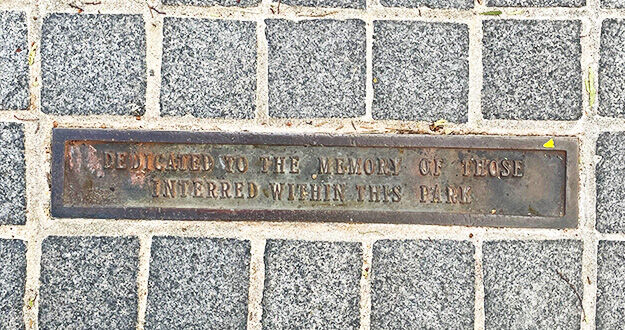 DEDICATED TO THE MEMORY OF THOSE
INTERRED WITHIN THIS PARK